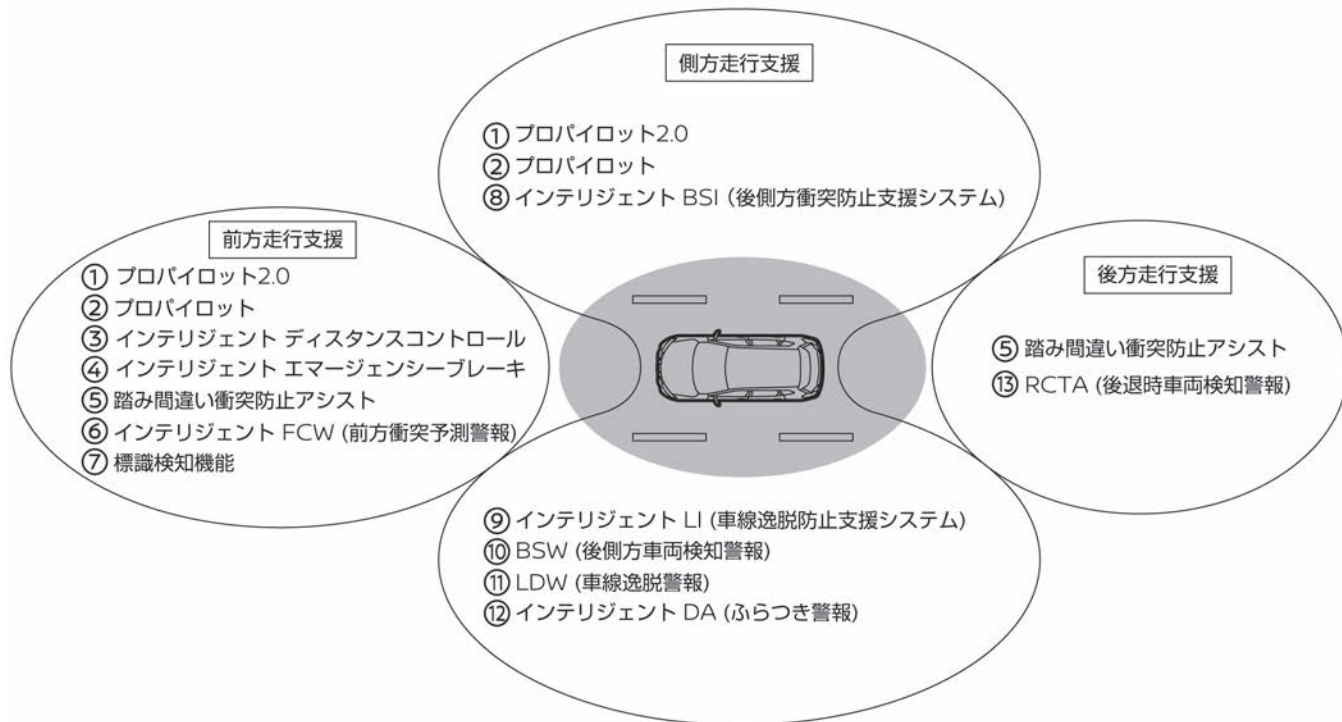 側方走行支援
① プロパイロット2.0
② プロパイロット
⑧ インテリジェント BSI (後側方衝突防止支援システム)
前方走行支援
① プロパイロット2.0
② プロパイロット
③ インテリジェント ディスタンスコントロール
④ インテリジェント エマージェンシーブレーキ
⑤ 踏み間違い衝突防止アシスト
⑥ インテリジェント FCW (前方衝突予測警報)
⑦ 標識検知機能
後方走行支援
⑤ 踏み間違い衝突防止アシスト
⑬ RCTA (後退時車両検知警報)
⑨ インテリジェント LI (車線逸脱防止支援システム)
⑩ BSW (後側方車両検知警報)
⑪ LDW (車線逸脱警報)
⑫ インテリジェント DA (ふらつき警報)